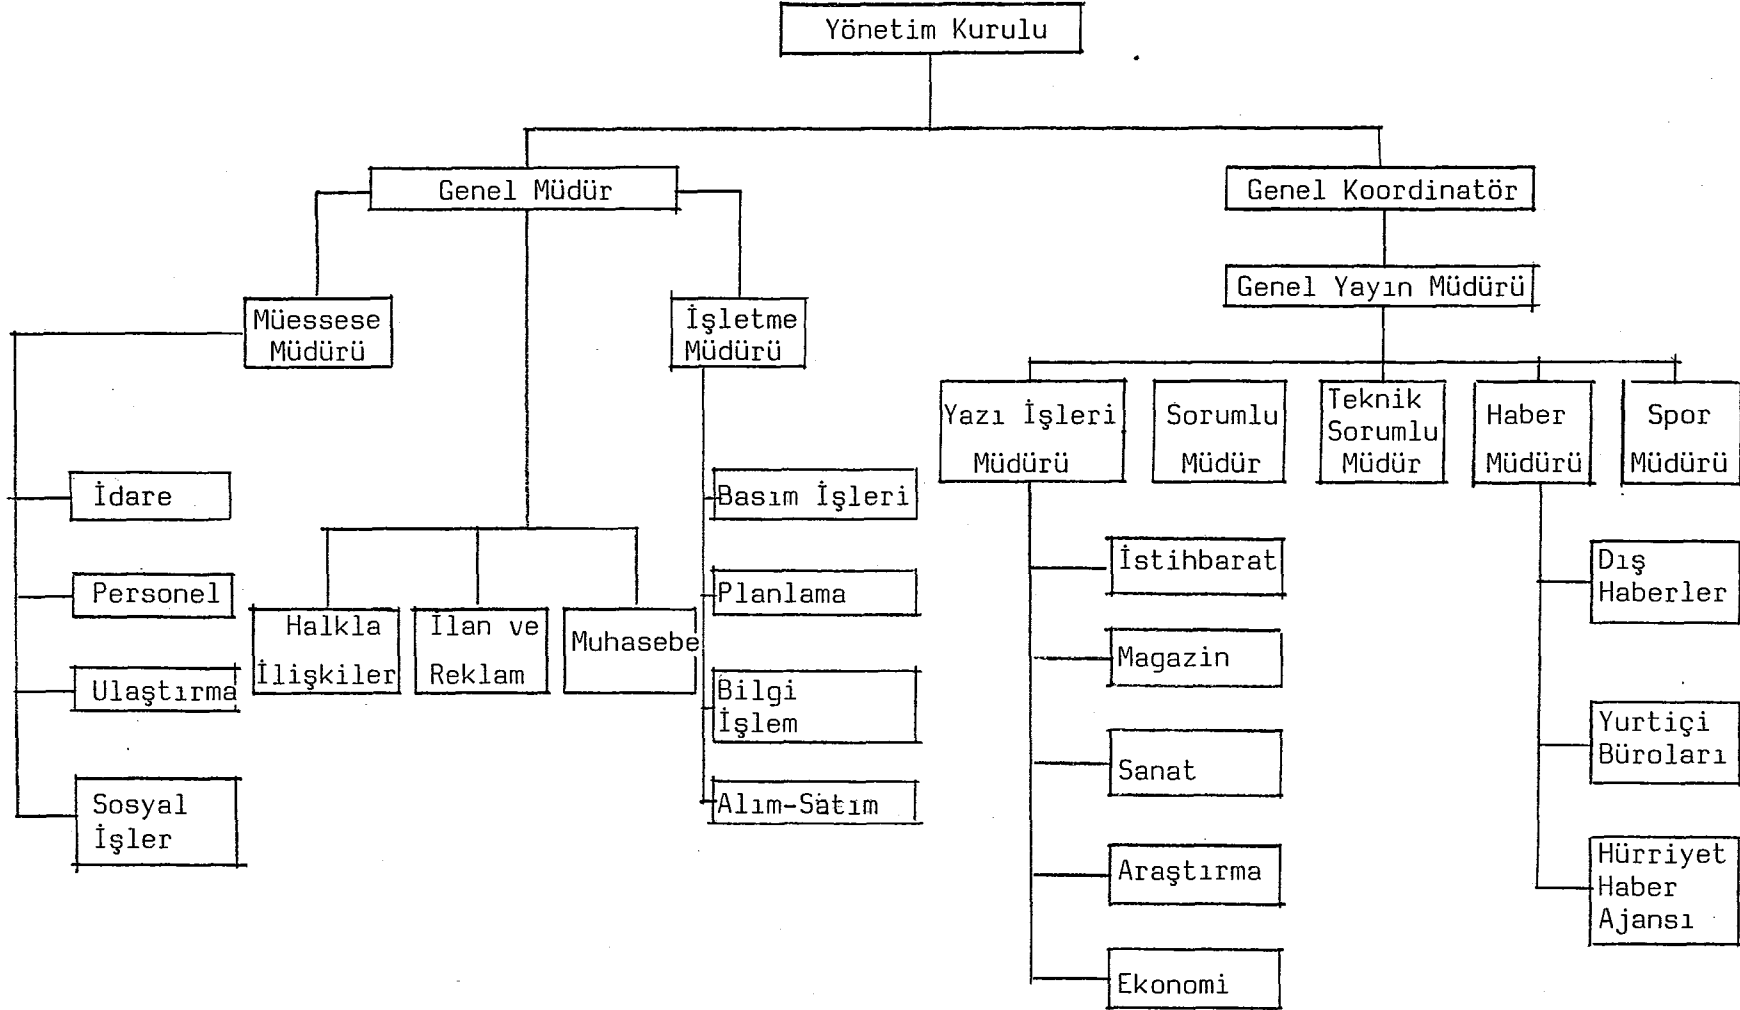 Yönetim Kurulu
Genel Müdür
Genel Koordinatör
Genel Yayın Müdürü
Müessese
Müdürü
İşletme
Müdürü
Yazı İşleri
Müdürü
Sorumlu
Müdür
Teknik
Sorumlu
Müdür
Haber
Müdürü
Spor
Müdürü
İdare
Personel
Ulaştırma
Sosyal
İşler
Halkla
İlişkiler
İlan ve
Reklam
Muhasebe
Basım İşleri
Planlama
Bilgi
İşlem
Alım-Satım
İstihbarat
Magazin
Sanat
Araştırma
Ekonomi
Dış
Haberler
Yurtiçi
Büroları
Hürriyet
Haber
Ajansı